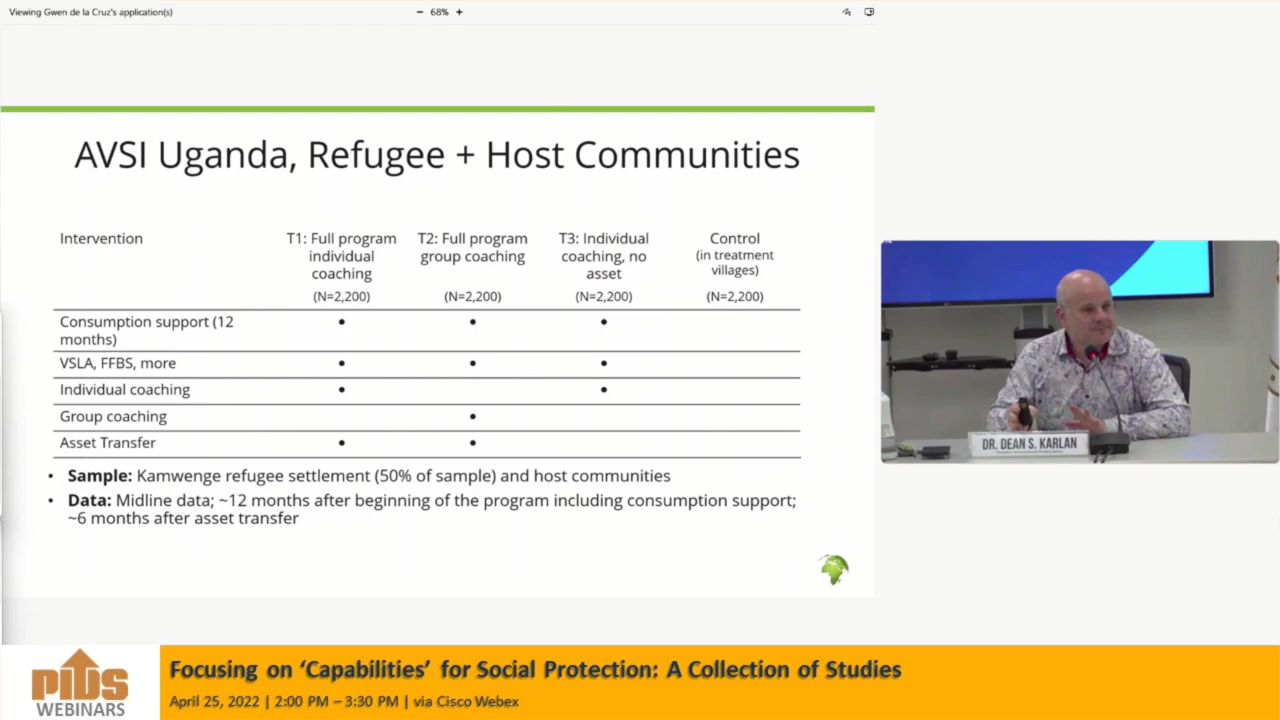 Viewing Gwen de la Cruz's application(s)
− 68% +
AVSI Uganda, Refugee + Host Communities
Intervention
T1: Full program
individual
coaching
(N=2,200)
T2: Full program
group coaching
(N=2,200)
T3: Individual
coaching, no
asset
(N=2,200)
Control
(in treatment
villages)
(N=2,200)
Consumption support (12
months)
• • •
VSLA, FFBS, more • • •
Individual coaching • •
Group coaching •
Asset Transfer • •
• Sample: Kamwenge refugee settlement (50% of sample) and host communities
• Data: Midline data; ~12 months after beginning of the program including consumption support;
~6 months after asset transfer
DR. DEAN S. KARLAN
PIDS
WEBINARS
Focusing on ‘Capabilities’ for Social Protection: A Collection of Studies
April 25, 2022 | 2:00 PM – 3:30 PM | via Cisco Webex